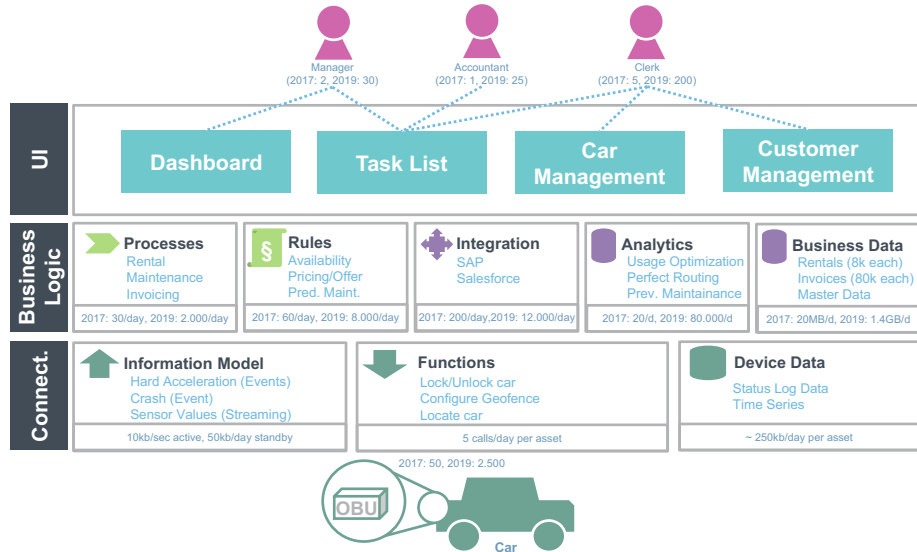 Manager
(2017: 2, 2019: 30)
Accountant
(2017: 1, 2019: 25)
Clerk
(2017: 5, 2019: 200)
UI
Dashboard
Task List
Car
Management
Customer
Management
Business
Logic
Processes
Rental
Maintenance
Invoicing
2017: 30/day, 2019: 2.000/day
§
Rules
Availability
Pricing/Offer
Pred. Maint.
2017: 60/day, 2019: 8.000/day
Integration
SAP
Salesforce
2017: 200/day,2019: 12.000/day
Analytics
Usage Optimization
Perfect Routing
Prev. Maintainance
2017: 20/d, 2019: 80.000/d
Business Data
Rentals (8k each)
Invoices (80k each)
Master Data
2017: 20MB/d, 2019: 1.4GB/d
Connect.
Information Model
Hard Acceleration (Events)
Crash (Event)
Sensor Values (Streaming)
10kb/sec active, 50kb/day standby
Functions
Lock/Unlock car
Configure Geofence
Locate car
5 calls/day per asset
Device Data
Status Log Data
Time Series
~ 250kb/day per asset
2017: 50, 2019: 2.500
OBU
Car